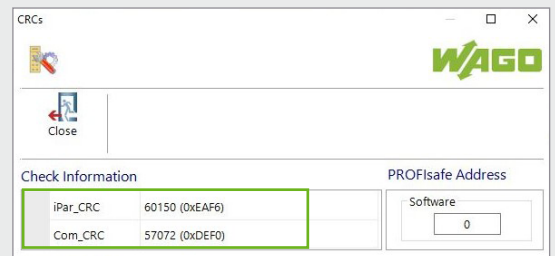 CRCs
WAGO
Close
Check Information
PROFIsafe Address
iPar_CRC 60150 (0xEAF6)
Com_CRC 57072 (0xDEF0)
Software
0